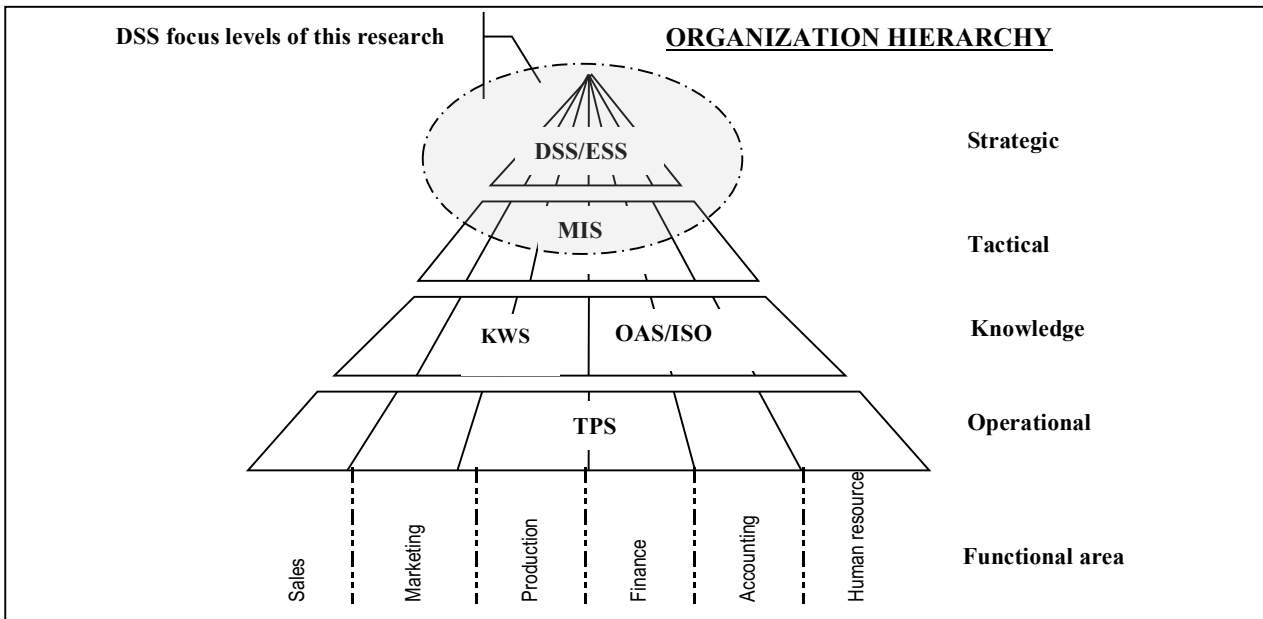 DSS focus levels of this research
ORGANIZATION HIERARCHY
DSS/ESS
Strategic
MIS
Tactical
KWS
OAS/ISO
Knowledge
TPS
Operational
Sales
Marketing
Production
Finance
Accounting
Human resource
Functional area